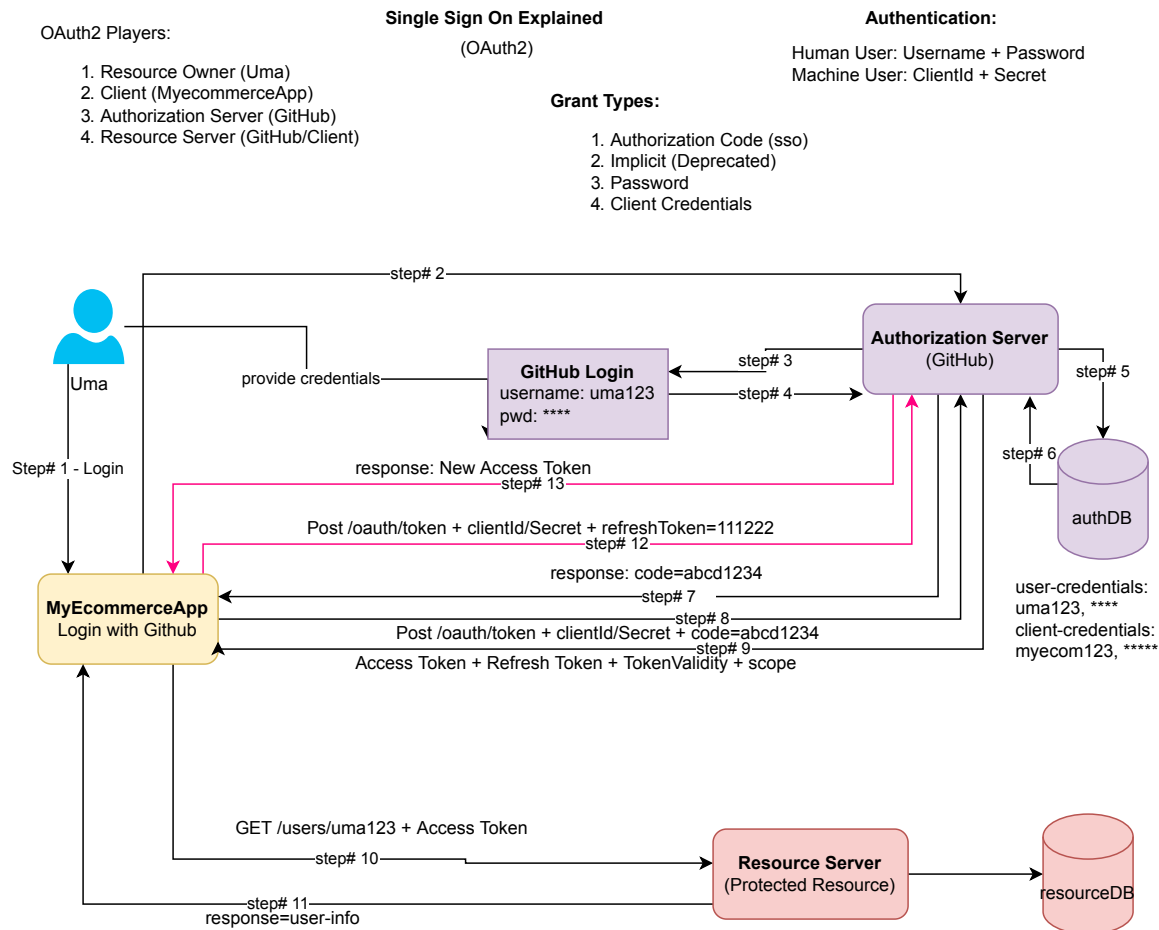 Single Sign On Explained
(OAuth2)
OAuth2 Players:
1. Resource Owner (Uma)
2. Client (MyecommerceApp)
3. Authorization Server (GitHub)
4. Resource Server (GitHub/Client)
Authentication:
Human User: Username + Password
Machine User: ClientId + Secret
Grant Types:
1. Authorization Code (sso)
2. Implicit (Deprecated)
3. Password
4. Client Credentials
step# 2
Uma
provide credentials
GitHub Login
username: uma123
pwd: ****
step# 3
step# 4
Authorization Server
(GitHub)
step# 5
step# 6
authDB
user-credentials:
uma123, ****
client-credentials:
myecom123, *****
Step# 1 - Login
response: New Access Token
step# 13
Post /oauth/token + clientId/Secret + refreshToken=111222
step# 12
response: code=abcd1234
step# 7
step# 8
Post /oauth/token + clientId/Secret + code=abcd1234
step# 9
Access Token + Refresh Token + TokenValidity + scope
MyEcommerceApp
Login with Github
GET /users/uma123 + Access Token
step# 10
step# 11
response=user-info
Resource Server
(Protected Resource)
resourceDB